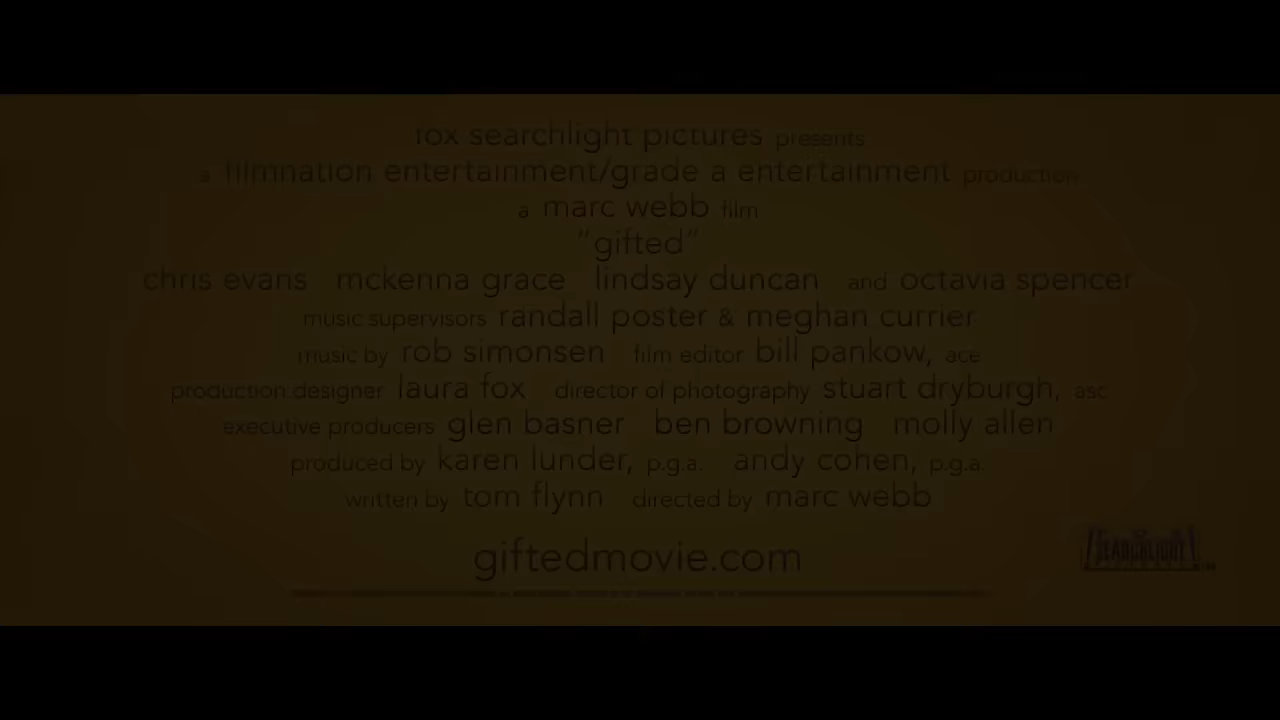 fox searchlight pictures presents
a filmnation entertainment/grade a entertainment production
a marc webb film
"gifted"
chris evans mckenna grace lindsay duncan and octavia spencer
music supervisors randall poster & meghan currier
music by rob simonsen film editor bill pankow, ace
production designer laura fox director of photography stuart dryburgh, asc
executive producers glen basner ben browning molly allen
produced by karen lunder, p.g.a. andy cohen, p.g.a.
written by tom flynn directed by marc webb
giftedmovie.com
SEARCHLIGHT